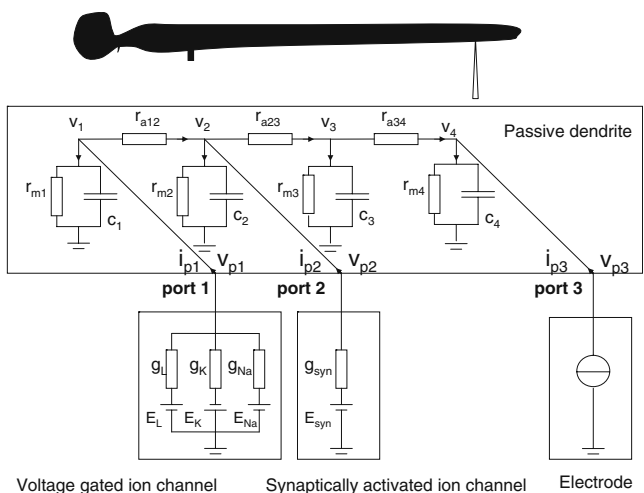 v1 ra12 v2 ra23 v3 ra34 v4 Passive dendrite
rm1 c1 rm2 c2 rm3 c3 rm4 c4
ip1 vp1 ip2 vp2 ip3 vp3
port 1 port 2 port 3
gL gK gNa gsyn
EL EK ENa Esyn
Voltage gated ion channel Synaptically activated ion channel Electrode